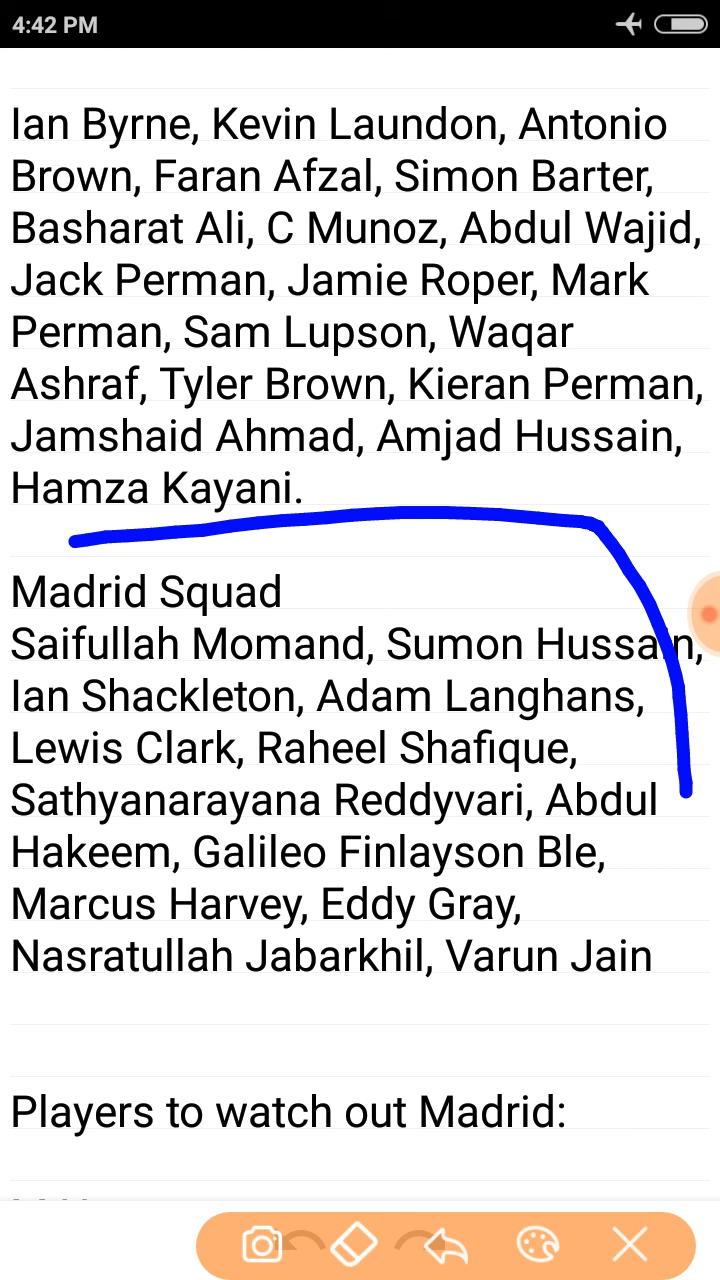 4:42 PM
Ian Byrne, Kevin Laundon, Antonio
Brown, Faran Afzal, Simon Barter,
Basharat Ali, C Munoz, Abdul Wajid,
Jack Perman, Jamie Roper, Mark
Perman, Sam Lupson, Waqar
Ashraf, Tyler Brown, Kieran Perman,
Jamshaid Ahmad, Amjad Hussain,
Hamza Kayani.
Madrid Squad
Saifullah Momand, Sumon Hussain,
Ian Shackleton, Adam Langhans,
Lewis Clark, Raheel Shafique,
Sathyanarayana Reddyvari, Abdul
Hakeem, Galileo Finlayson Ble,
Marcus Harvey, Eddy Gray,
Nasratullah Jabarkhil, Varun Jain
Players to watch out Madrid: